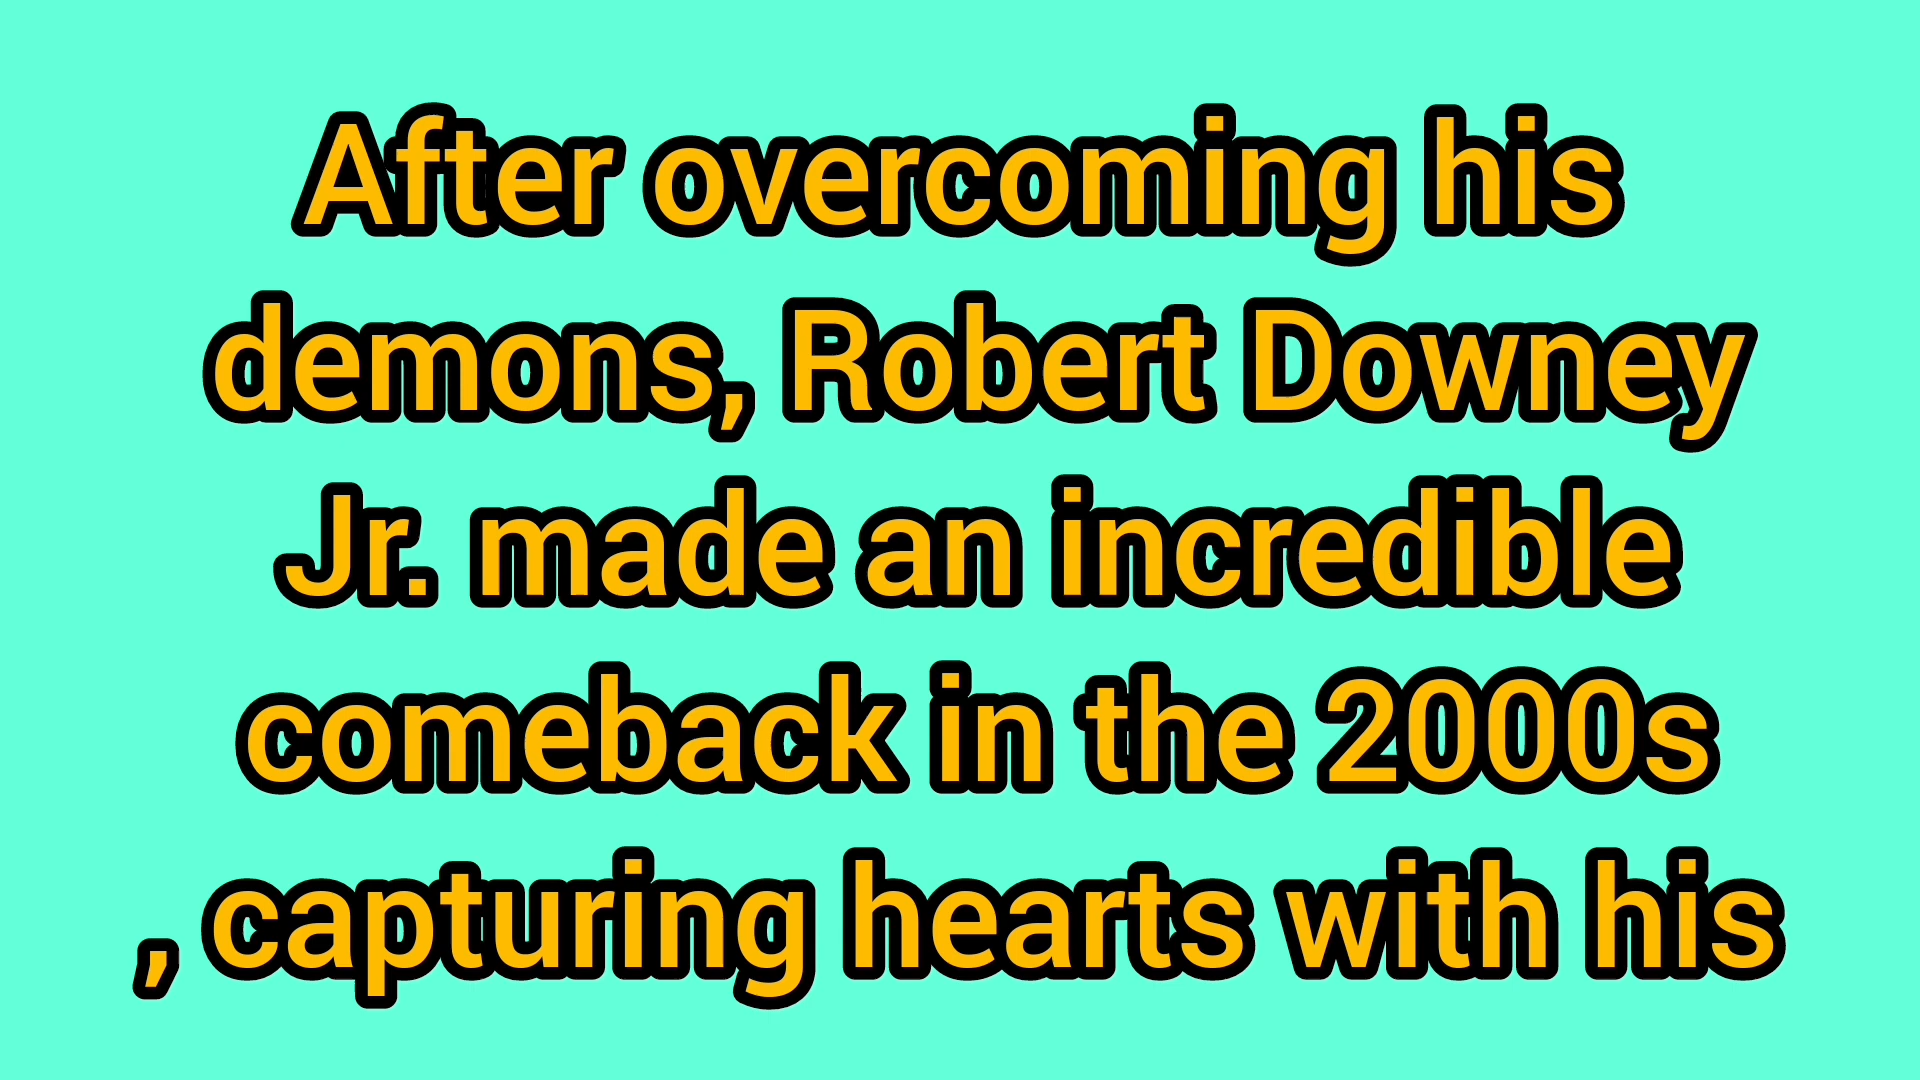 After overcoming his
demons, Robert Downey
Jr. made an incredible
comeback in the 2000s
, capturing hearts with his